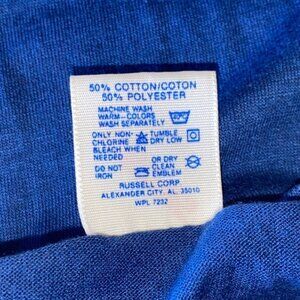 50% COTTON/COTON
50% POLYESTER
MACHINE WASH
WARM-COLORS
WASH SEPARATELY
ONLY NON- TUMBLE
CHLORINE DRY LOW
BLEACH WHEN
NEEDED OR DRY
DO NOT CLEAN
IRON EMBLEM
RUSSELL CORP
ALEXANDER CITY, AL. 35010
WPL 7232